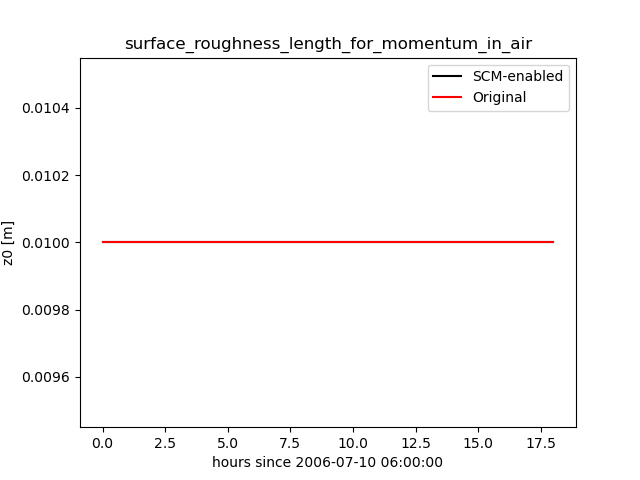 surface_roughness_length_for_momentum_in_air
SCM-enabled
Original
0.0104
0.0102
0.0100
0.0098
0.0096
z0 [m]
0.0 2.5 5.0 7.5 10.0 12.5 15.0 17.5
hours since 2006-07-10 06:00:00